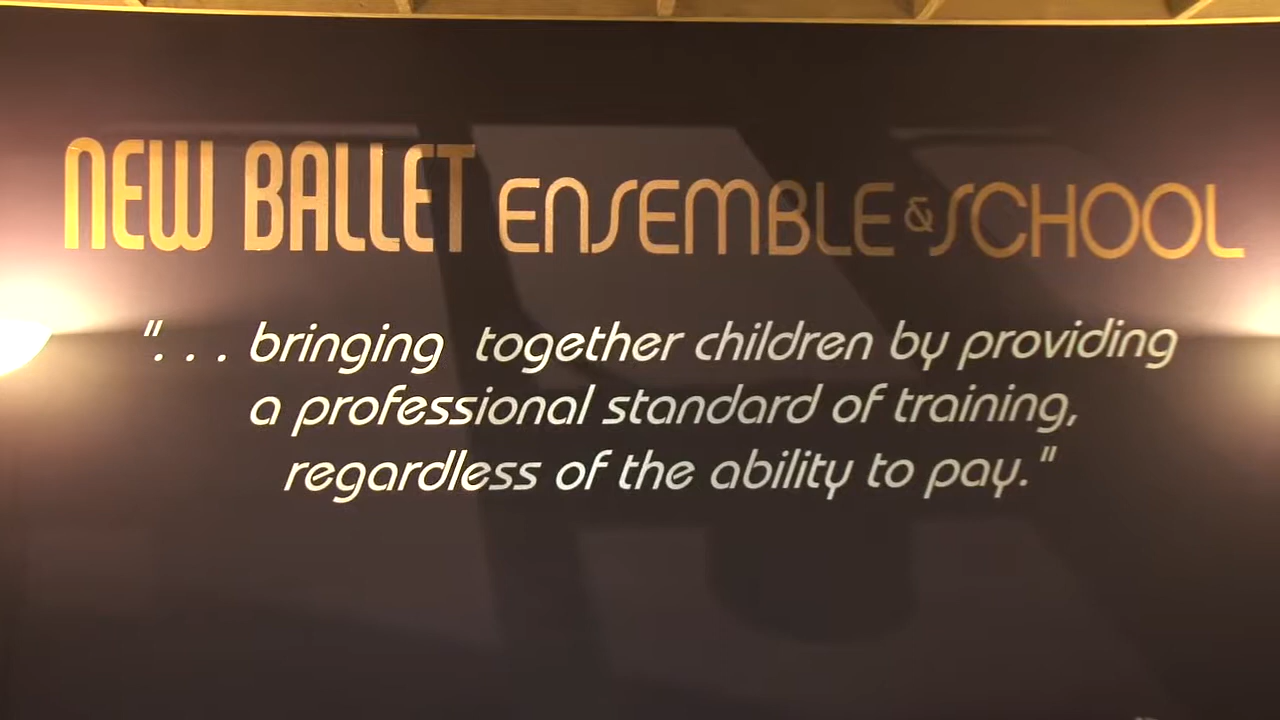 NEW BALLET ENSEMBLE & SCHOOL
". . . bringing together children by providing
a professional standard of training,
regardless of the ability to pay."